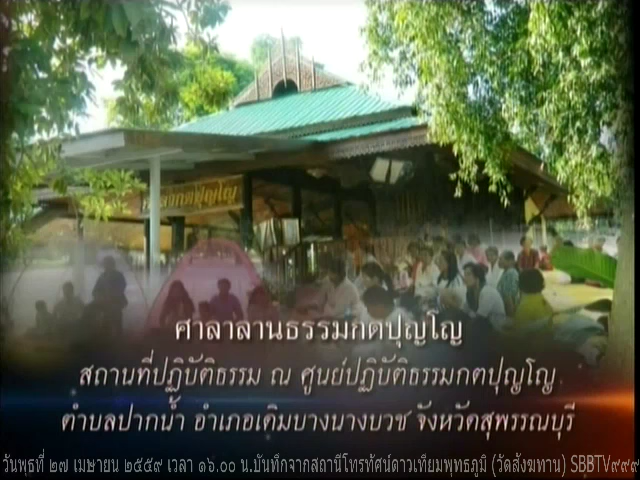 กตปุญโญ
ศาลาลานธรรมกตปุญโญ
สถานที่ปฏิบัติธรรม ณ ศูนย์ปฏิบัติธรรมกตปุญโญ
ตำบลปากน้ำ อำเภอเดิมบางนางบวช จังหวัดสุพรรณบุรี
วันพุธที่ ๒๗ เมษายน ๒๕๕๙ เวลา ๑๖.๐๐ น.บันทึกจากสถานีโทรทัศน์ดาวเทียมพุทธภูมิ (วัดสังฆทาน) SBBTV๙๙๙